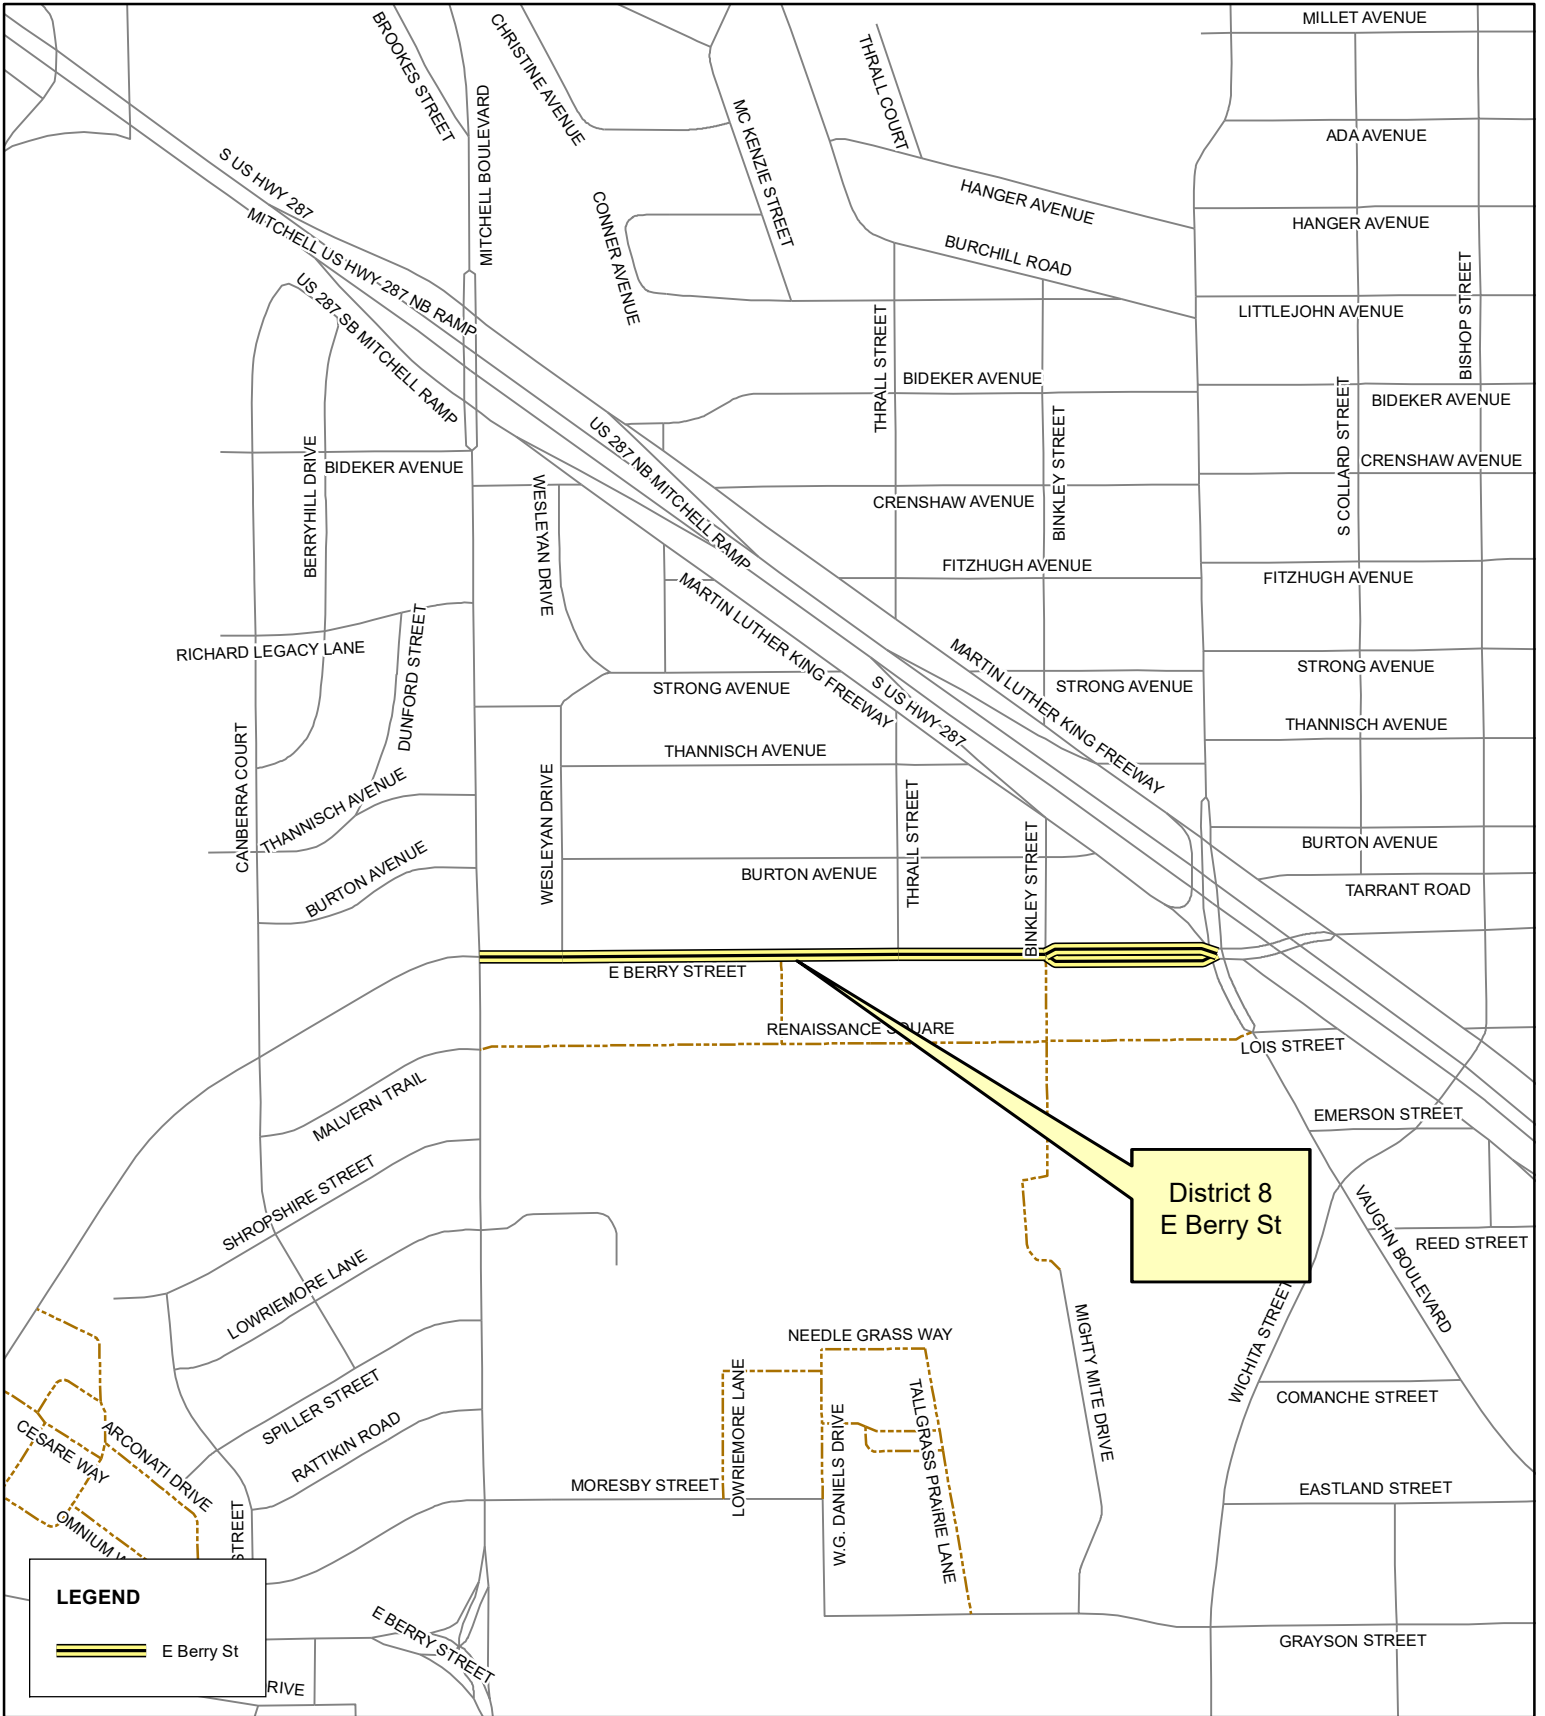 MILLET AVENUE
BROOKES STREET
CHRISTINE AVENUE
THRALL COURT
MITCHELL BOULEVARD
MC KENZIE STREET
ADA AVENUE
S US HWY 287
HANGER AVENUE
HANGER AVENUE
MITCHELL US HWY-287 NB RAMP
CONNER AVENUE
BURCHILL ROAD
BISHOP STREET
US 287 SB MITCHELL RAMP
LITTLEJOHN AVENUE
THRALL STREET
BIDEKER AVENUE
BIDEKER AVENUE
S COLLARD STREET
US 287 NB MITCHELL RAMP
BINKLEY STREET
BERRYHILL DRIVE
BIDEKER AVENUE
CRENSHAW AVENUE
WESLEYAN DRIVE
CRENSHAW AVENUE
FITZHUGH AVENUE
FITZHUGH AVENUE
MARTIN LUTHER KING FREEWAY
DUNFORD STREET
RICHARD LEGACY LANE
MARTIN LUTHER KING FREEWAY
STRONG AVENUE
STRONG AVENUE
STRONG AVENUE
S US HWY-287
THANNISCH AVENUE
CANBERRA COURT
THANNISCH AVENUE
THANNISCH AVENUE
WESLEYAN DRIVE
THRALL STREET
BINKLEY STREET
BURTON AVENUE
BURTON AVENUE
BURTON AVENUE
TARRANT ROAD
E BERRY STREET
RENAISSANCE SQUARE
LOIS STREET
MALVERN TRAIL
EMERSON STREET
SHROPSHIRE STREET
District 8
E Berry St
VAUGHN BOULEVARD
REED STREET
LOWRIEMORE LANE
WICHITA STREET
MIGHTY MITE DRIVE
NEEDLE GRASS WAY
LOWRIEMORE LANE
TALLGRASS PRAiRIE LANE
COMANCHE STREET
SPILLER STREET
W.G. DANIELS DRIVE
RATTIKIN ROAD
CESARE WAY
ARCONATI DRIVE
MORESBY STREET
EASTLAND STREET
OMNIUM W
STREET
LEGEND
E Berry St
E BERRY STREET
GRAYSON STREET
RIVE